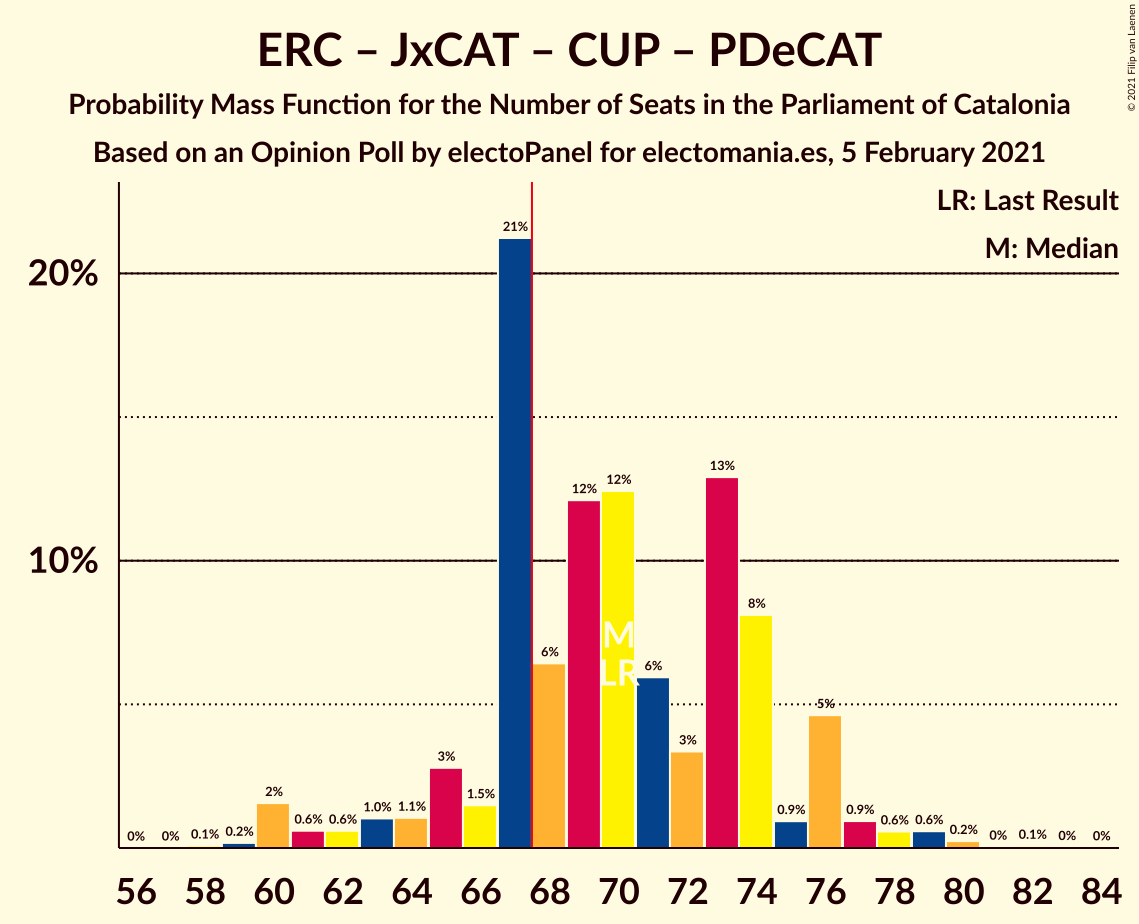 ERC – JxCAT – CUP – PDeCAT
Probability Mass Function for the Number of Seats in the Parliament of Catalonia
Based on an Opinion Poll by electoPanel for electomania.es, 5 February 2021
© 2021 Filip van Laenen
LR: Last Result
M: Median
20%
10%
0% 0% 0.1% 0.2% 2% 0.6% 0.6% 1.0% 1.1% 3% 1.5% 21% 6% 12% 12% 6% 3% 13% 8% 0.9% 5% 0.9% 0.6% 0.6% 0.2% 0% 0.1% 0% 0%
M
LR
56 58 60 62 64 66 68 70 72 74 76 78 80 82 84